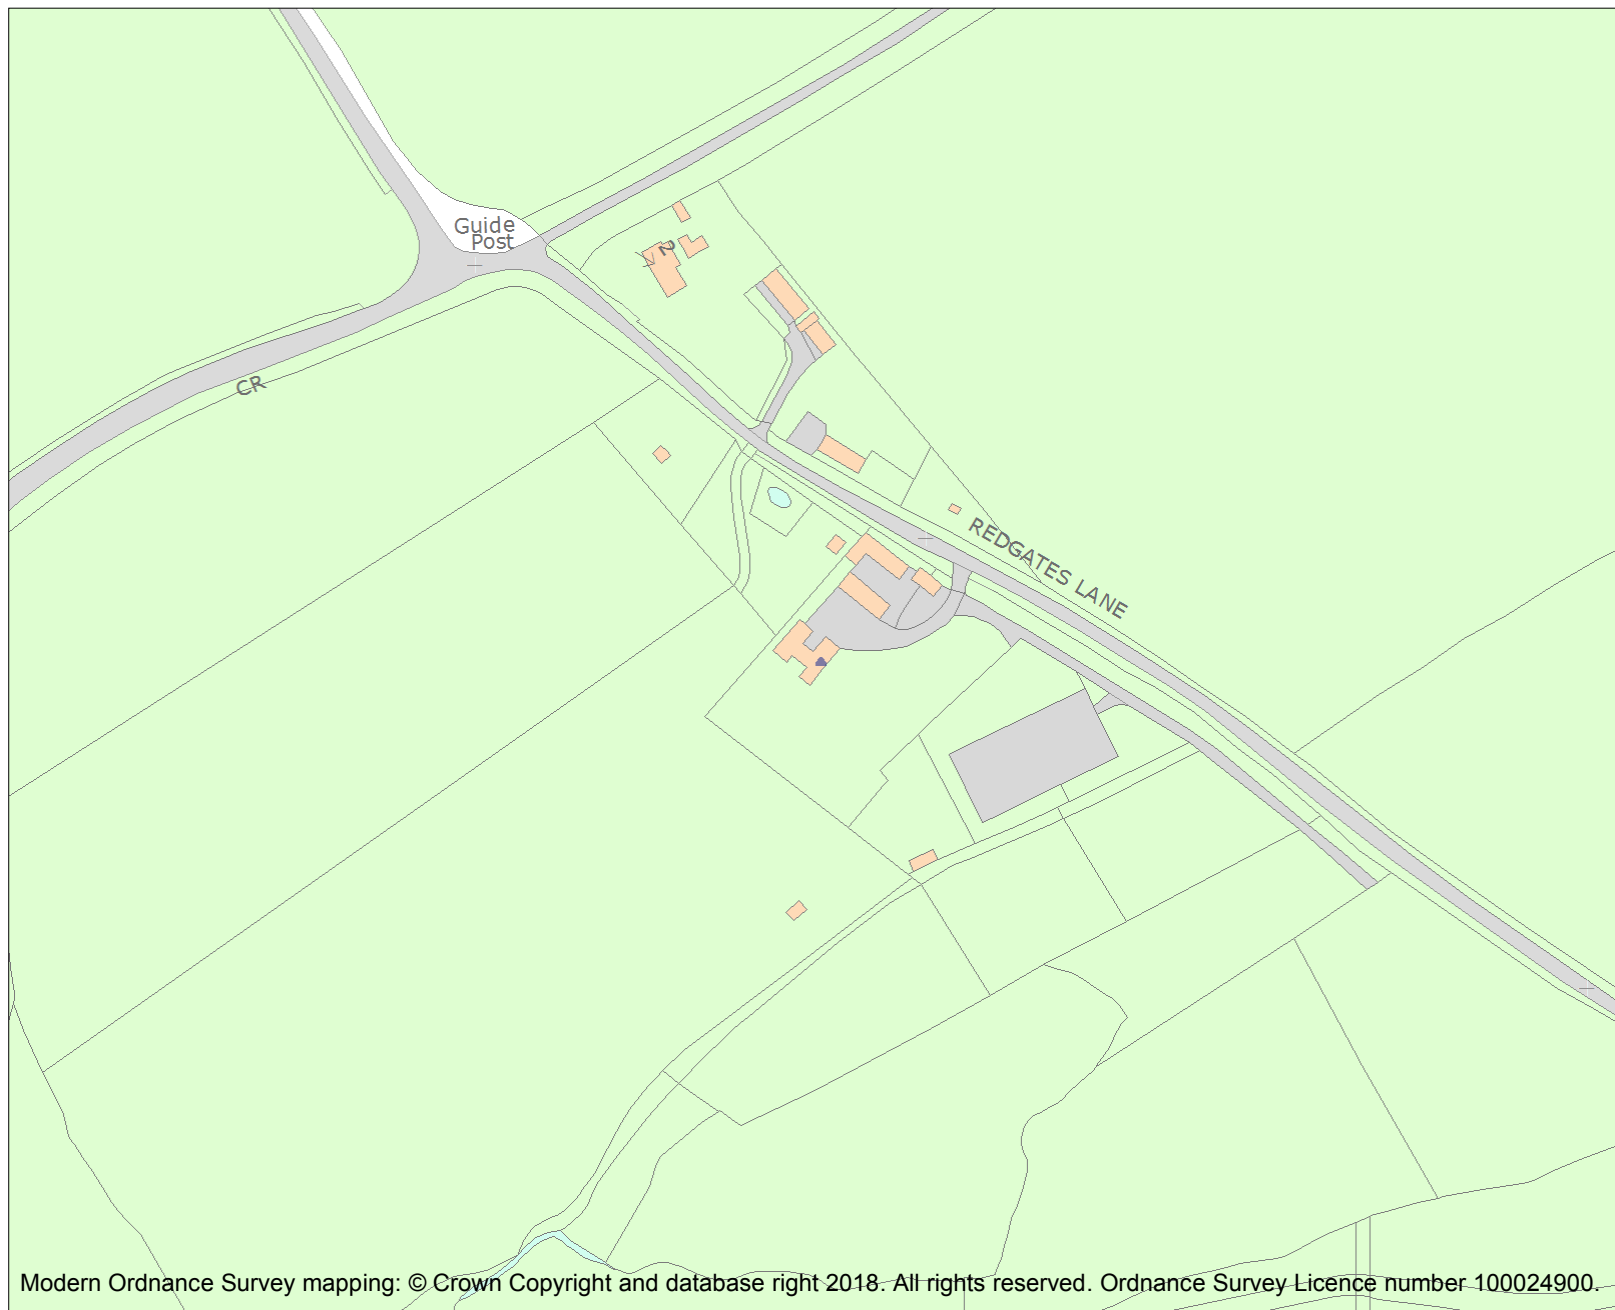 Guide
Post
2
CR
REDGATES LANE
Modern Ordnance Survey mapping: © Crown Copyright and database right 2018. All rights reserved. Ordnance Survey Licence number 100024900.